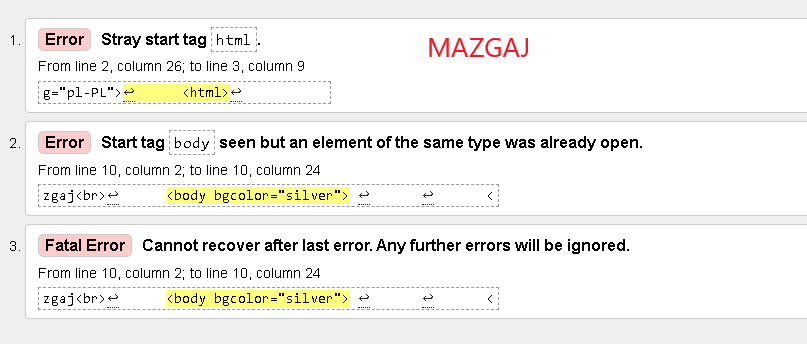 MAZGAJ
1. Error Stray start tag html.
From line 2, column 26; to line 3, column 9
g="pl-PL">↩ <html>↩
2. Error Start tag body seen but an element of the same type was already open.
From line 10, column 2; to line 10, column 24
zgaj<br>↩ <body bgcolor="silver"> ↩ ↩ <
3. Fatal Error Cannot recover after last error. Any further errors will be ignored.
From line 10, column 2; to line 10, column 24
zgaj<br>↩ <body bgcolor="silver"> ↩ ↩ <